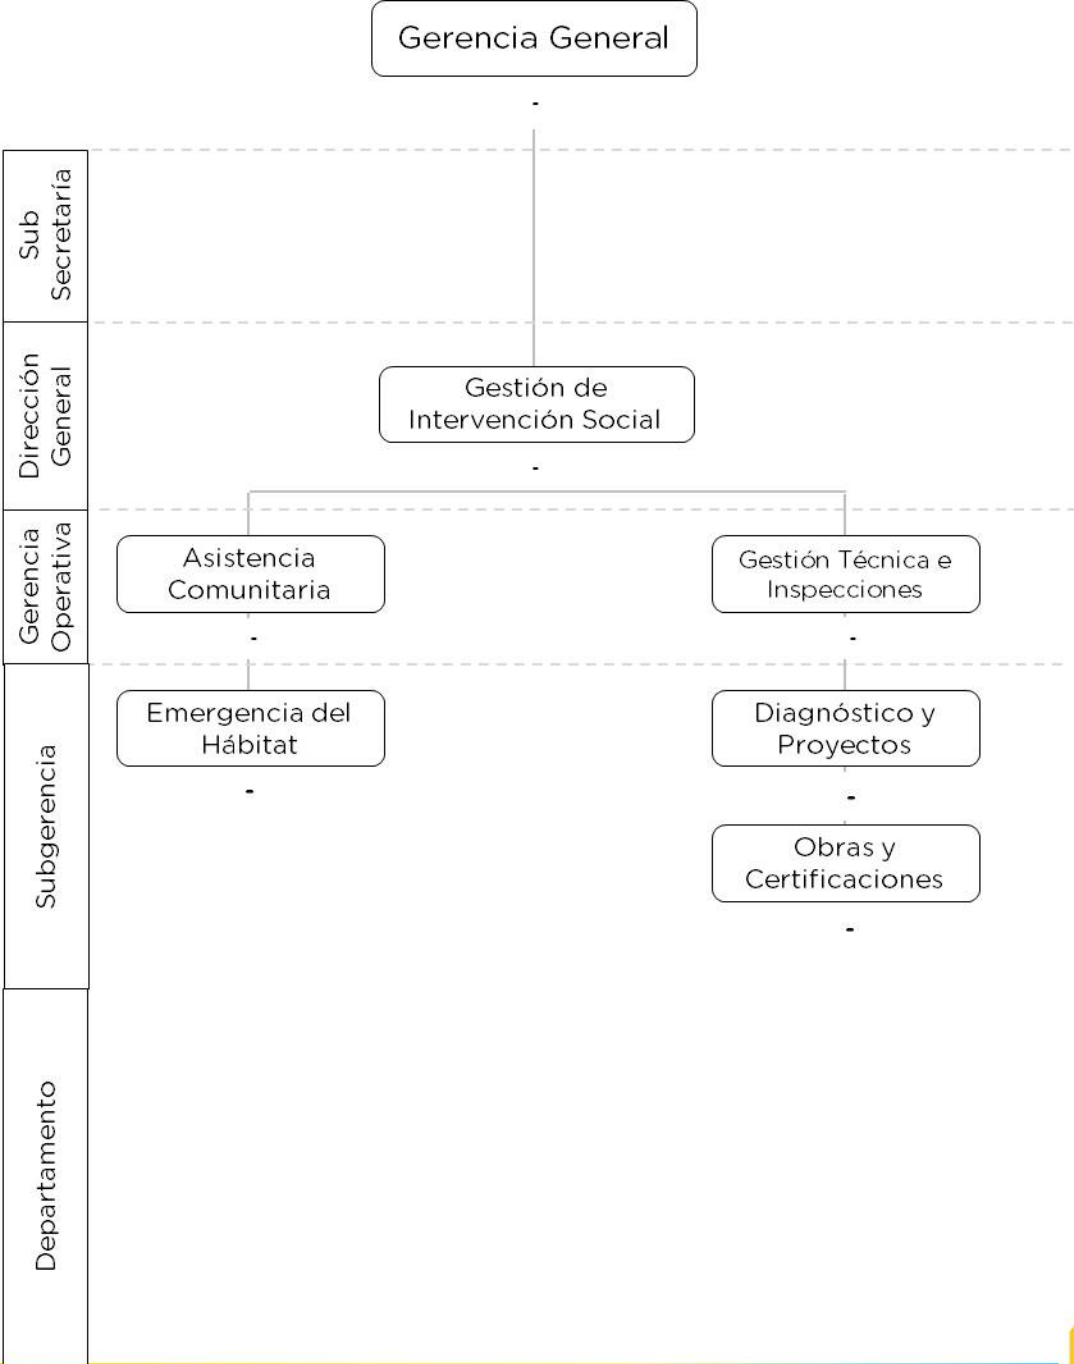 Gerencia General
-
Sub
Secretaría
Dirección
General
Gestión de
Intervención Social
-
Gerencia
Operativa
Asistencia
Comunitaria
-
Gestión Técnica e
Inspecciones
-
Subgerencia
Emergencia del
Hábitat
-
Diagnóstico y
Proyectos
-
Obras y
Certificaciones
-
Departamento